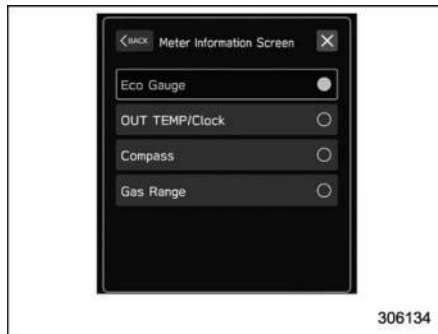 BACK Meter Information Screen X
Eco Gauge
OUT TEMP/Clock
Compass
Gas Range
306134